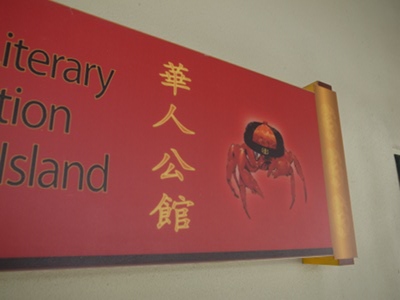 iterary
tion
Island
華人公館